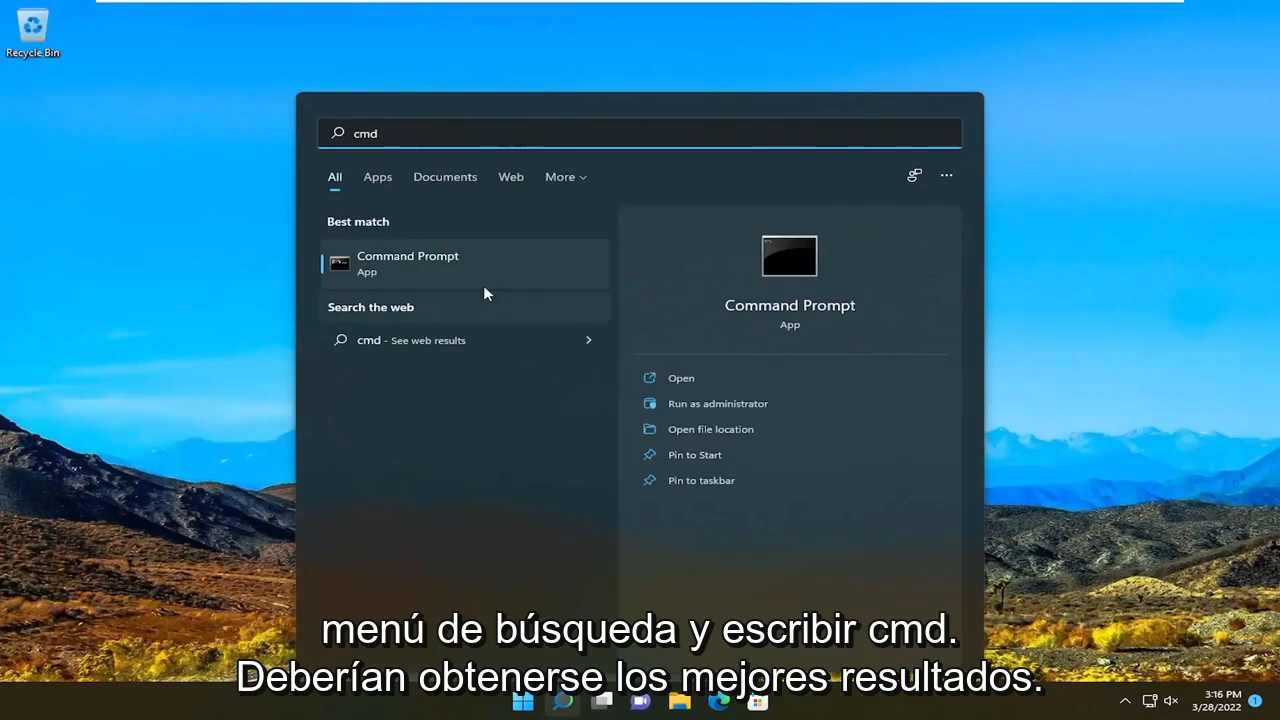 Recycle Bin
cmd
All Apps Documents Web More
Best match
Command Prompt
App
Search the web
cmd - See web results
Command Prompt
App
Open
Run as administrator
Open file location
Pin to Start
Pin to taskbar
menú de búsqueda y escribir cmd.
Deberían obtenerse los mejores resultados.
3:16 PM
3/28/2022
1